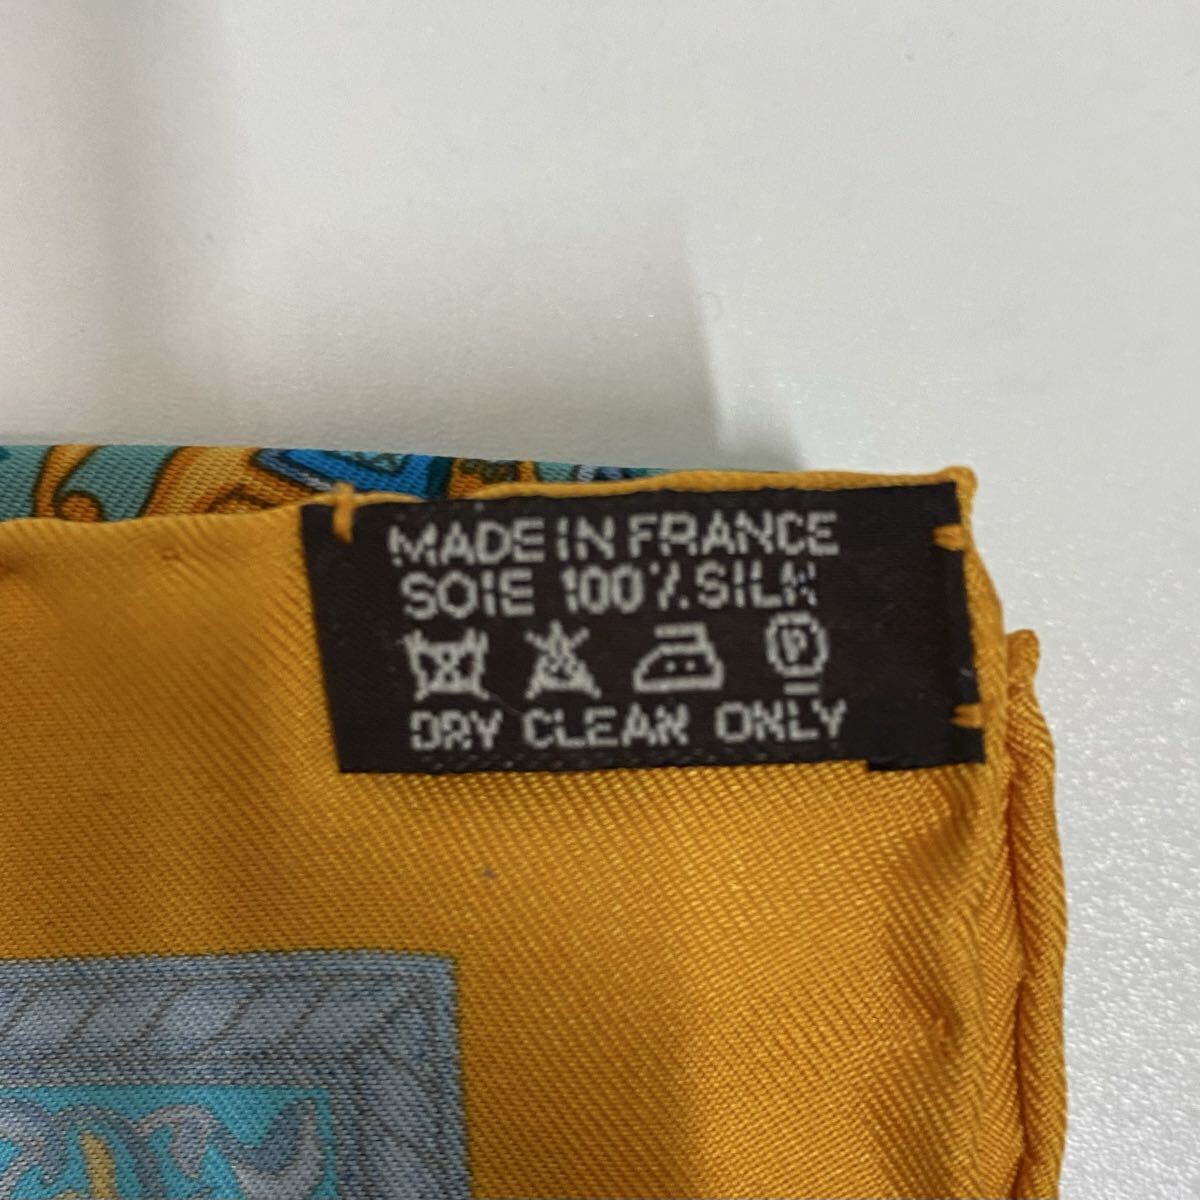 MADE IN FRANCE
SOIE 100% SILK
P
DRY CLEAN ONLY